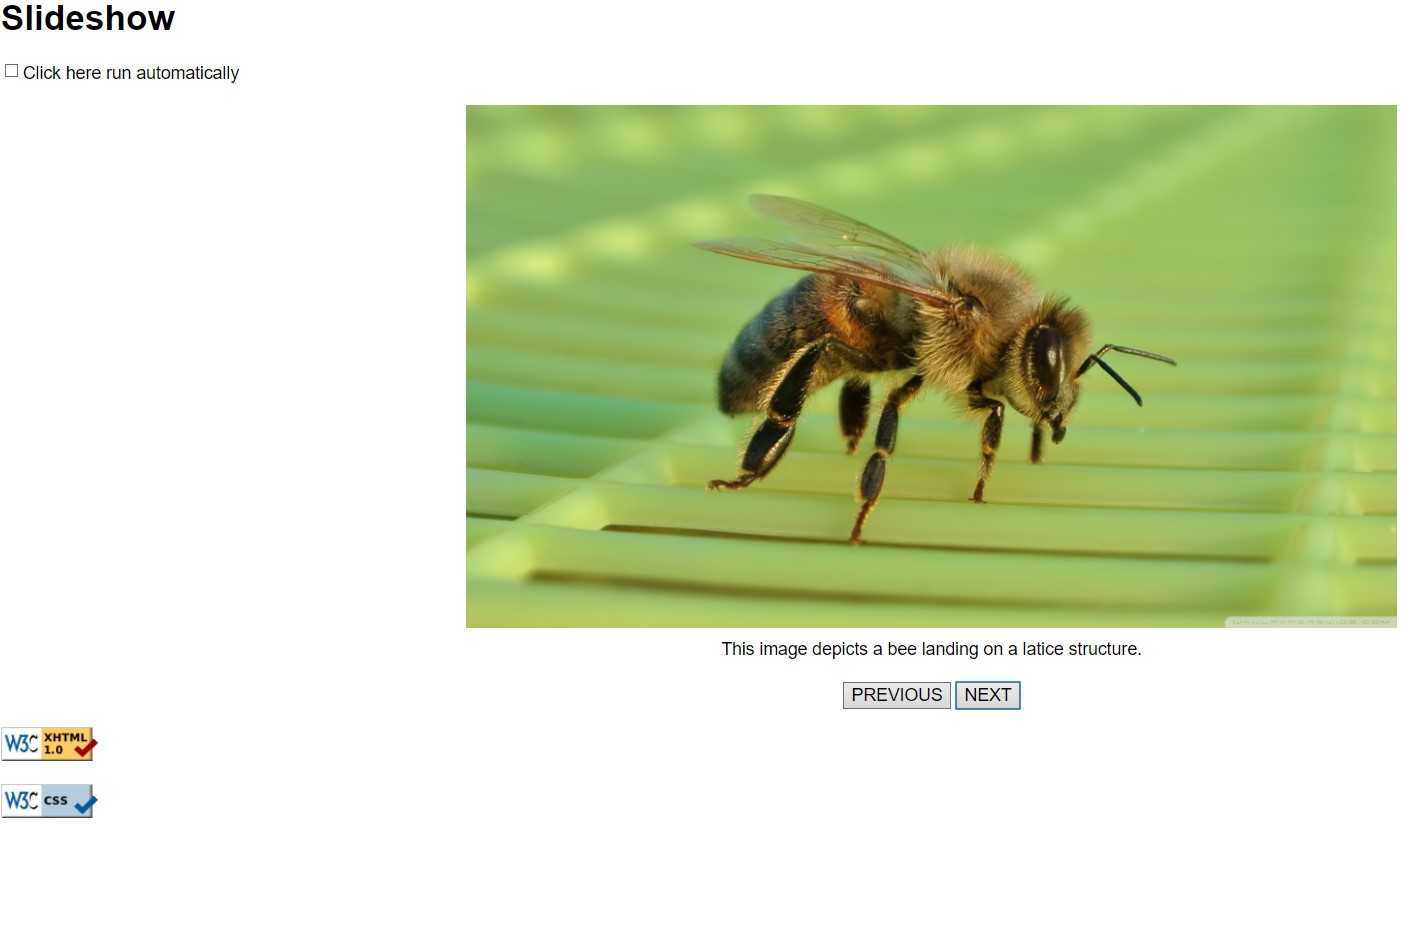 Slideshow
Click here run automatically
WALLPAPERSWIDE.COM
This image depicts a bee landing on a latice structure.
PREVIOUS NEXT
W3C XHTML 1.0
W3C css